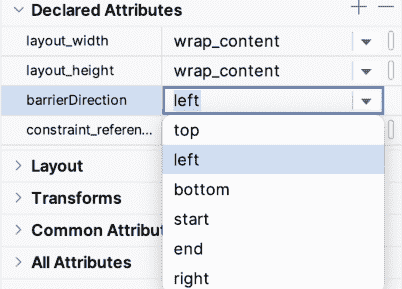 Declared Attributes
layout_width wrap_content
layout_height wrap_content
barrierDirection left
constraint_referen...
top
left
bottom
start
end
right
Layout
Transforms
Common Attribut
All Attributes